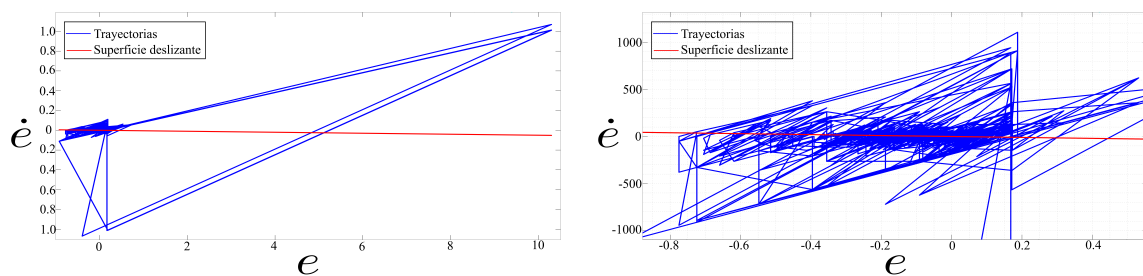 Trayectorias
Superficie deslizante
1.0
0.8
0.6
0.4
0.2
0
0.2
0.4
0.6
0.8
1.0
ė
0 2 4 6 8 10
e
Trayectorias
Superficie deslizante
1000
500
0
-500
-1000
ė
-0.8 -0.6 -0.4 -0.2 0 0.2 0.4
e